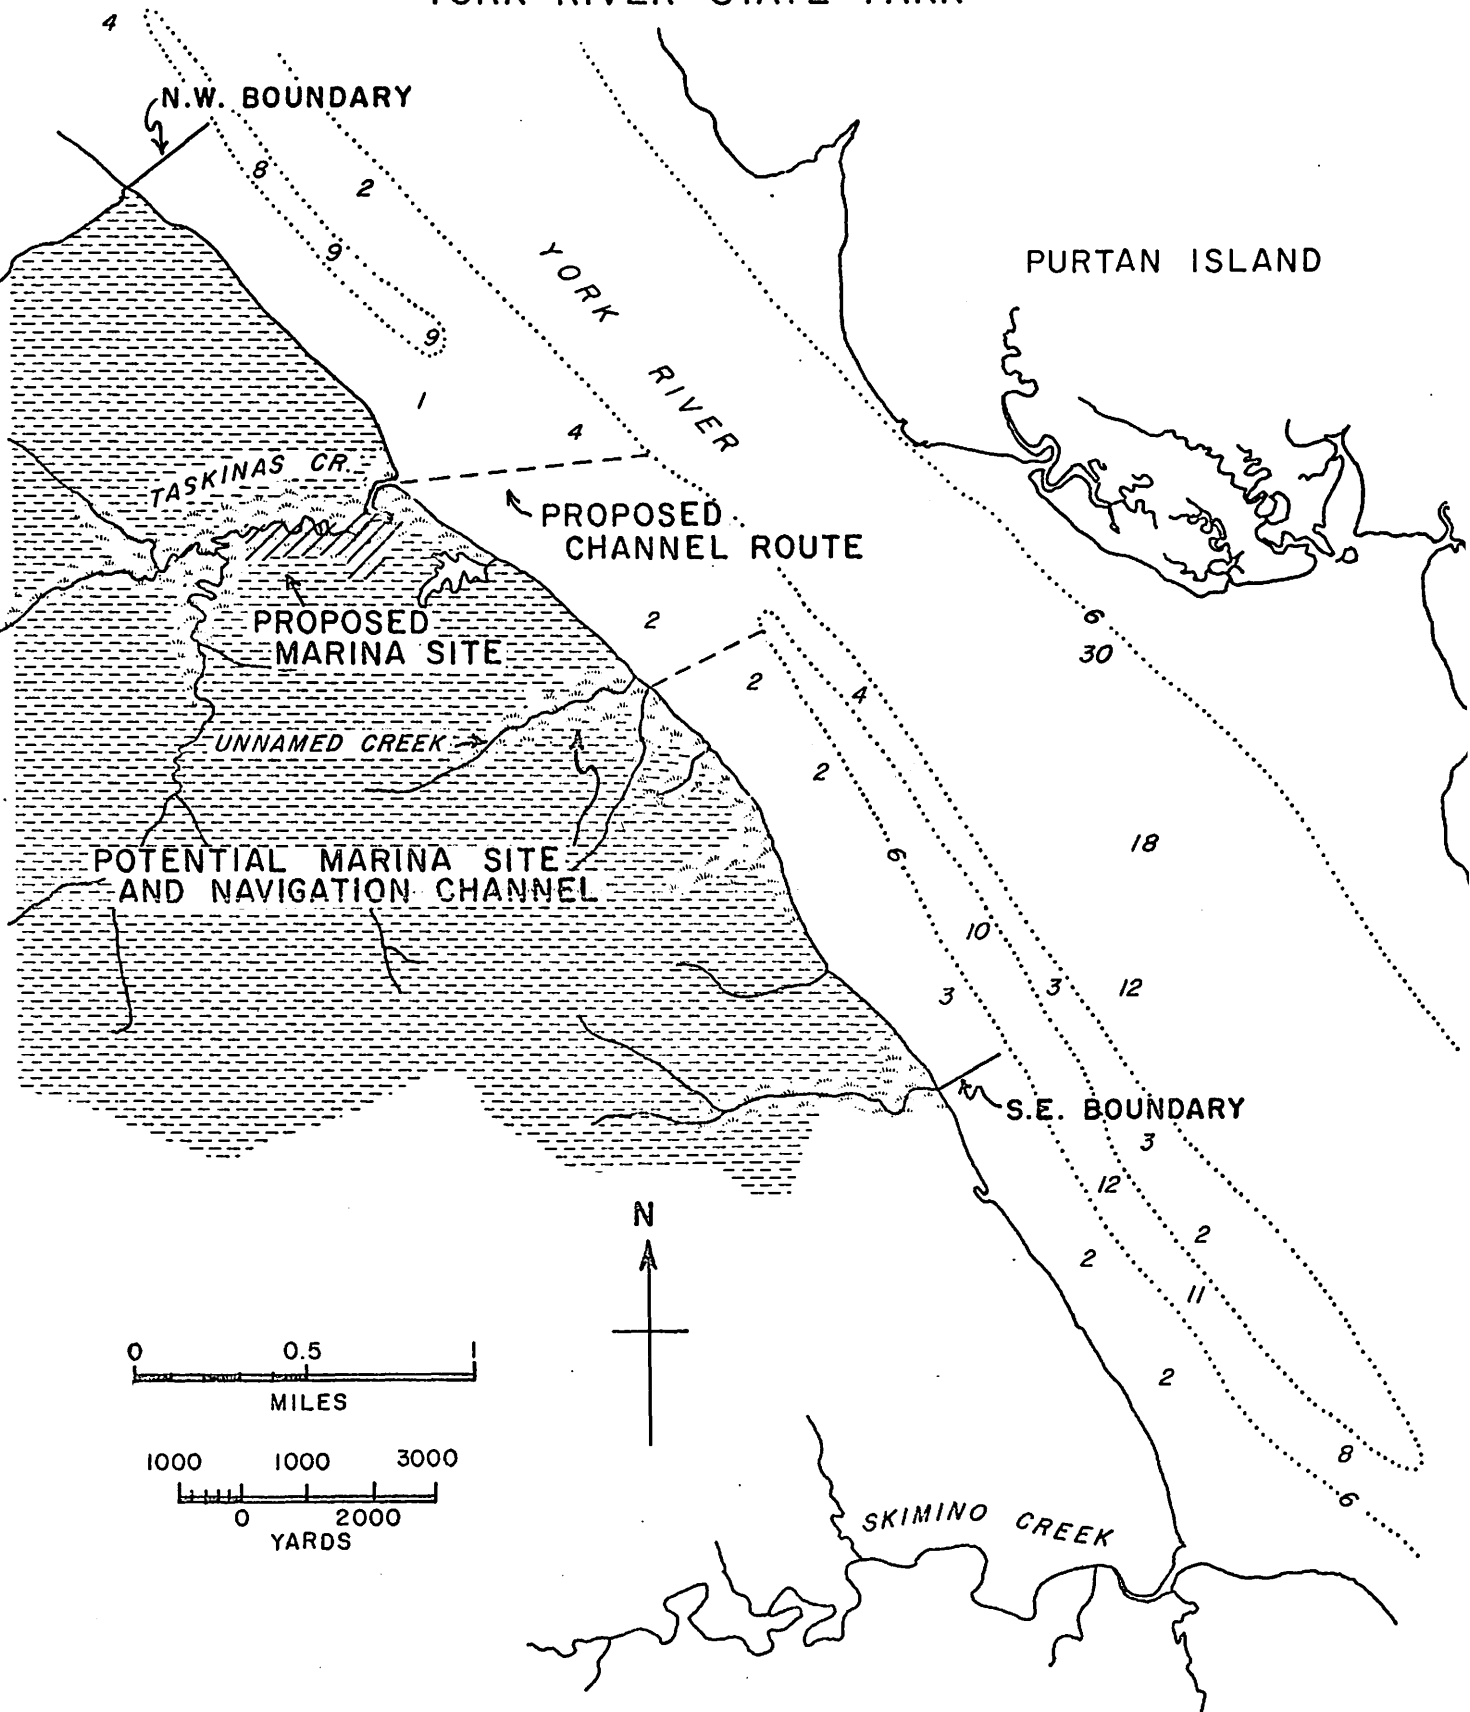 YORK RIVER STATE PARK
4
N.W. BOUNDARY
8
2
9
9
YORK RIVER
PURTAN ISLAND
1
4
TASKINAS CR.
PROPOSED
CHANNEL ROUTE
PROPOSED
MARINA SITE
2
6
30
2
4
UNNAMED CREEK
2
18
6
POTENTIAL MARINA SITE
AND NAVIGATION CHANNEL
10
3
3
12
S.E. BOUNDARY
3
12
N
2
2
11
0 0.5 1
MILES
2
8
1000 1000 3000
6
0 2000
YARDS
SKIMINO CREEK